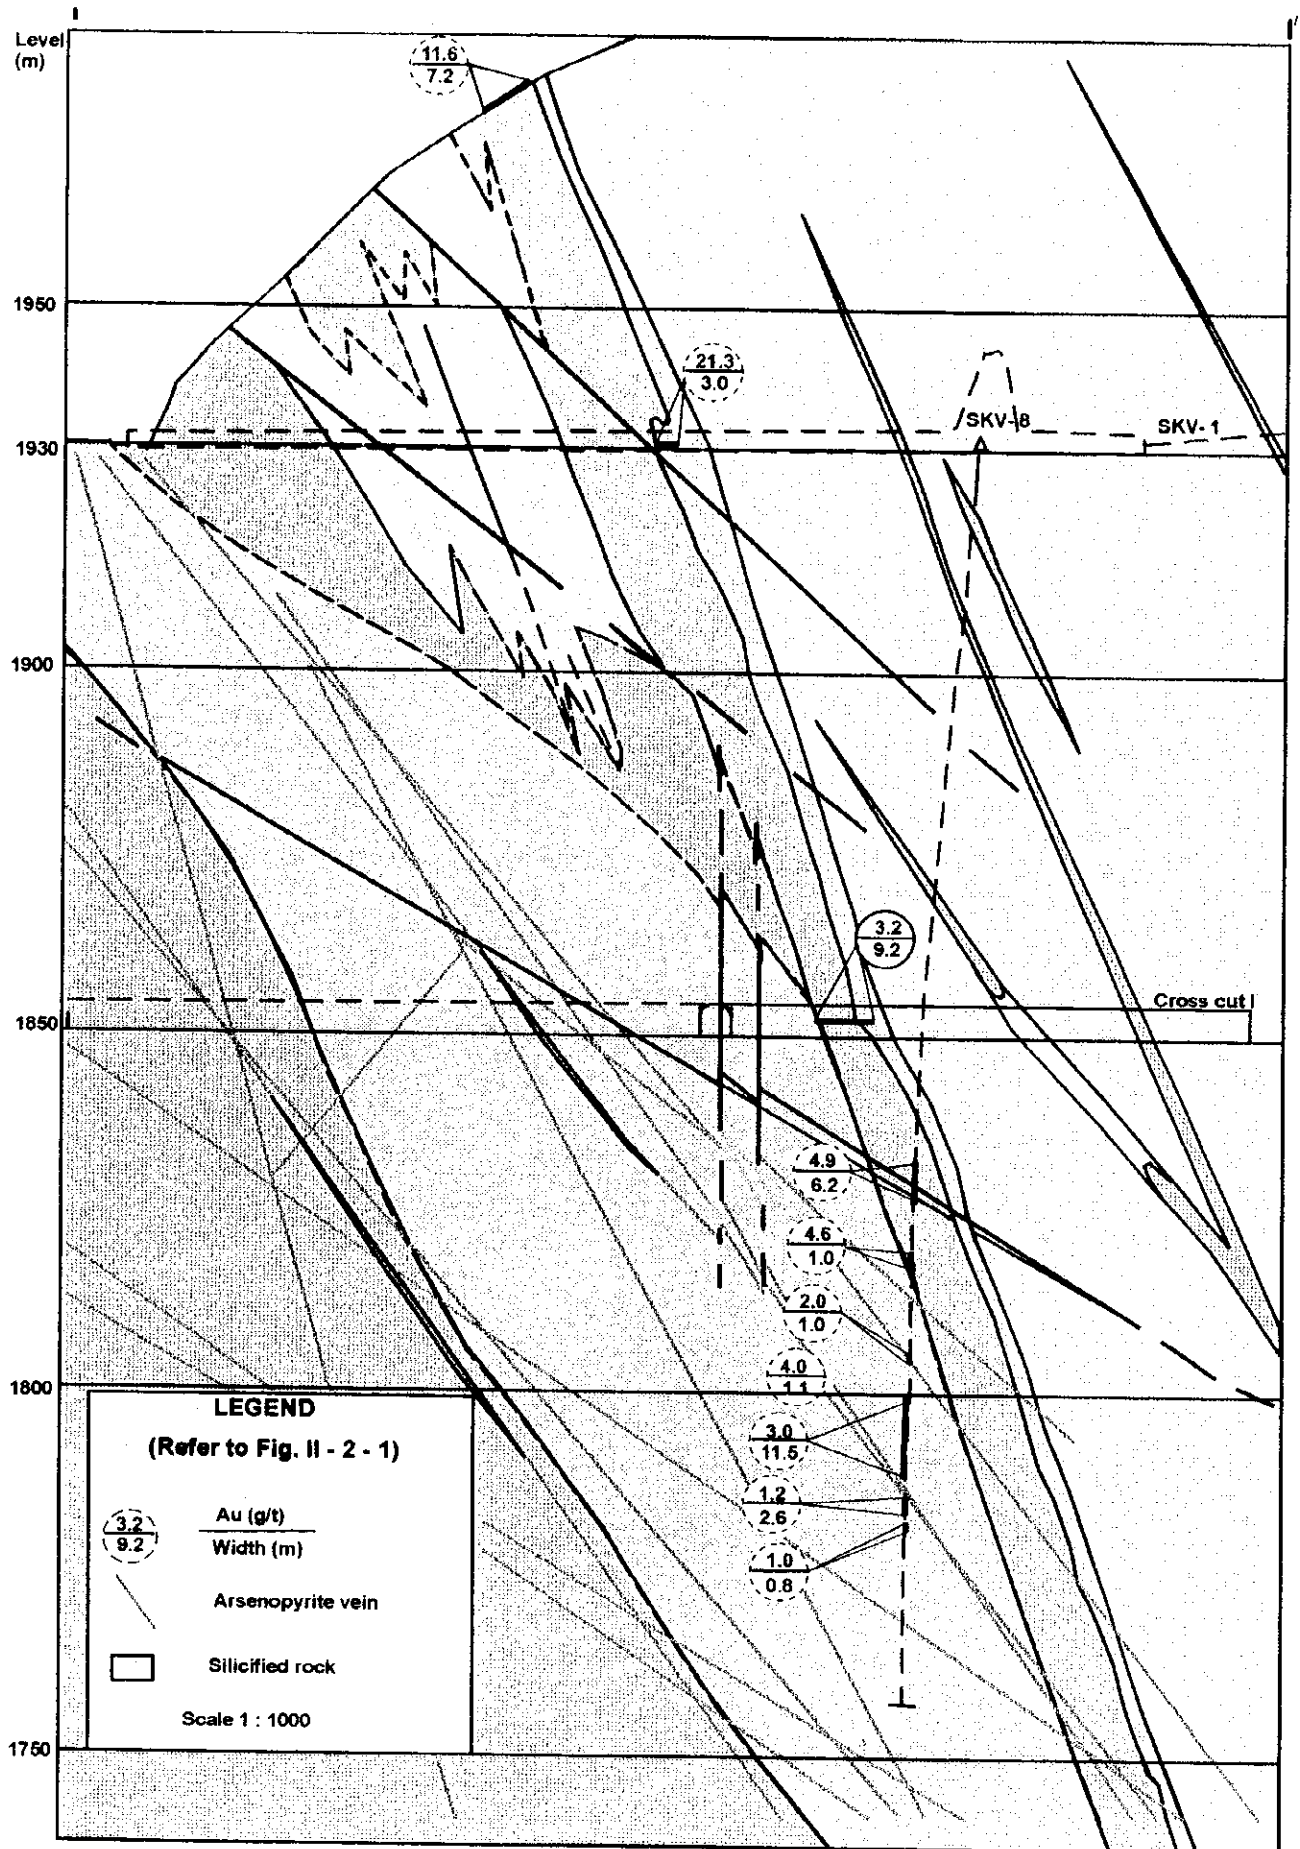 I I'
Level
(m)
11.6
7.2
1950
21.3
3.0
SKV-8
SKV- 1
1930
1900
3.2
9.2
Cross cut
1850
4.9
6.2
4.6
1.0
2.0
1.0
4.0
1.1
1800
LEGEND
(Refer to Fig. II - 2 - 1)
3.0
11.5
1.2
2.6
3.2
9.2
Au (g/t)
Width (m)
1.0
0.8
Arsenopyrite vein
Silicified rock
Scale 1 : 1000
1750